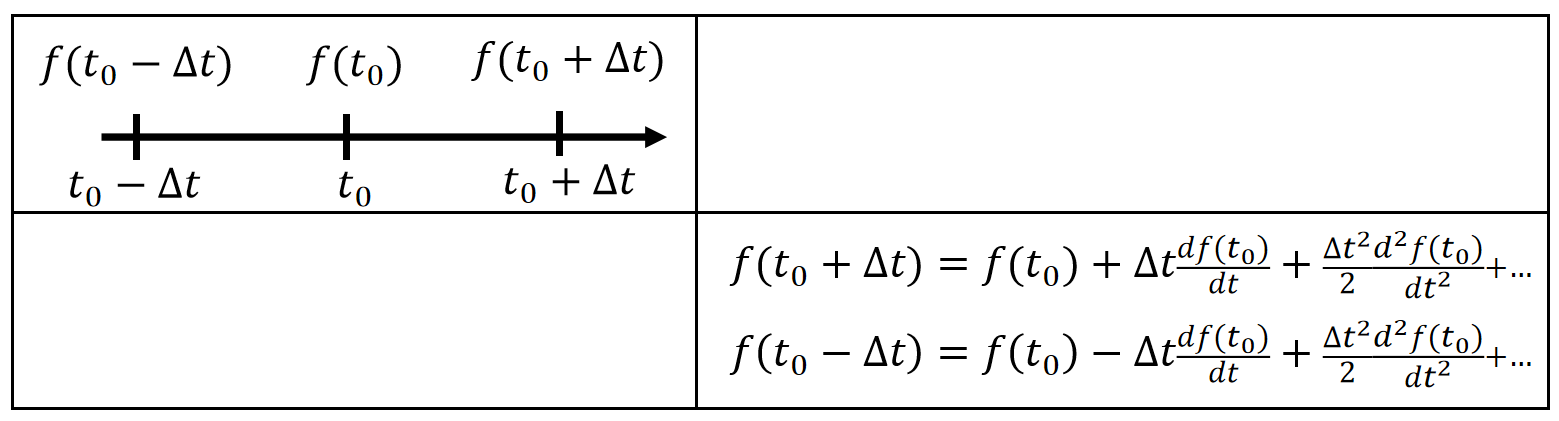 f(t₀ − Δt) f(t₀) f(t₀ + Δt)
t₀ − Δt t₀ t₀ + Δt
f(t₀ + Δt) = f(t₀) + Δt df(t₀)/dt + Δt²/2 d²f(t₀)/dt² +...
f(t₀ − Δt) = f(t₀) − Δt df(t₀)/dt + Δt²/2 d²f(t₀)/dt² +...